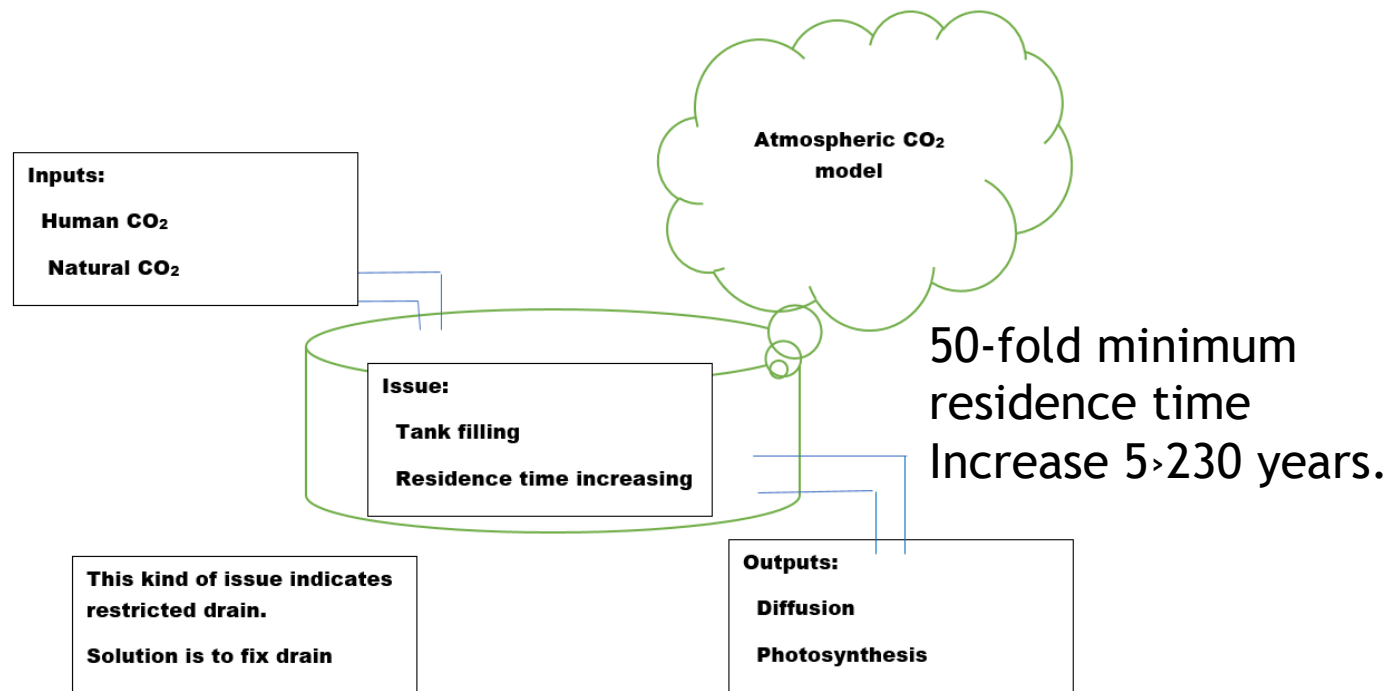 Atmospheric CO₂
model
Inputs:
Human CO₂
Natural CO₂
Issue:
Tank filling
Residence time increasing
50-fold minimum
residence time
Increase 5›230 years.
This kind of issue indicates
restricted drain.
Solution is to fix drain
Outputs:
Diffusion
Photosynthesis